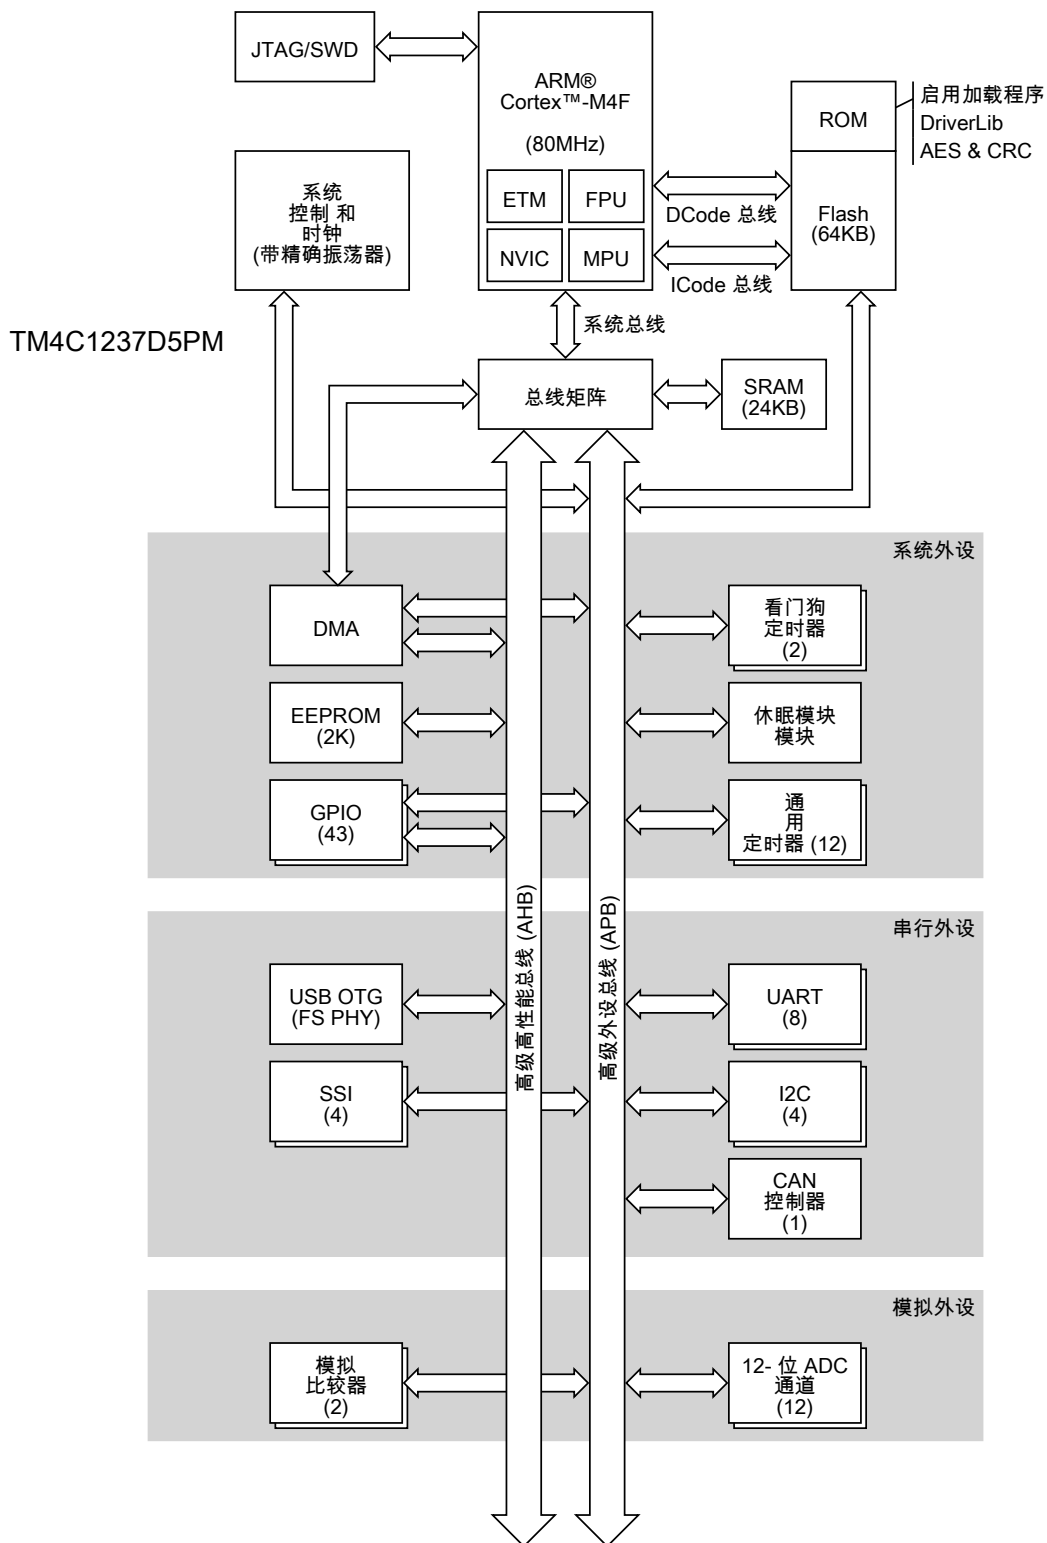 JTAG/SWD
ARM®
Cortex™-M4F
(80MHz)
ETM
FPU
NVIC
MPU
ROM
启用加载程序
DriverLib
AES & CRC
Flash
(64KB)
DCode 总线
ICode 总线
系统
控制 和
时钟
(带精确振荡器)
系统总线
TM4C1237D5PM
总线矩阵
SRAM
(24KB)
系统外设
DMA
看门狗
定时器
(2)
EEPROM
(2K)
休眠模块
模块
GPIO
(43)
通
用
定时器 (12)
高级高性能总线 (AHB)
高级外设总线 (APB)
串行外设
USB OTG
(FS PHY)
UART
(8)
SSI
(4)
I2C
(4)
CAN
控制器
(1)
模拟外设
模拟
比较器
(2)
12- 位 ADC
通道
(12)